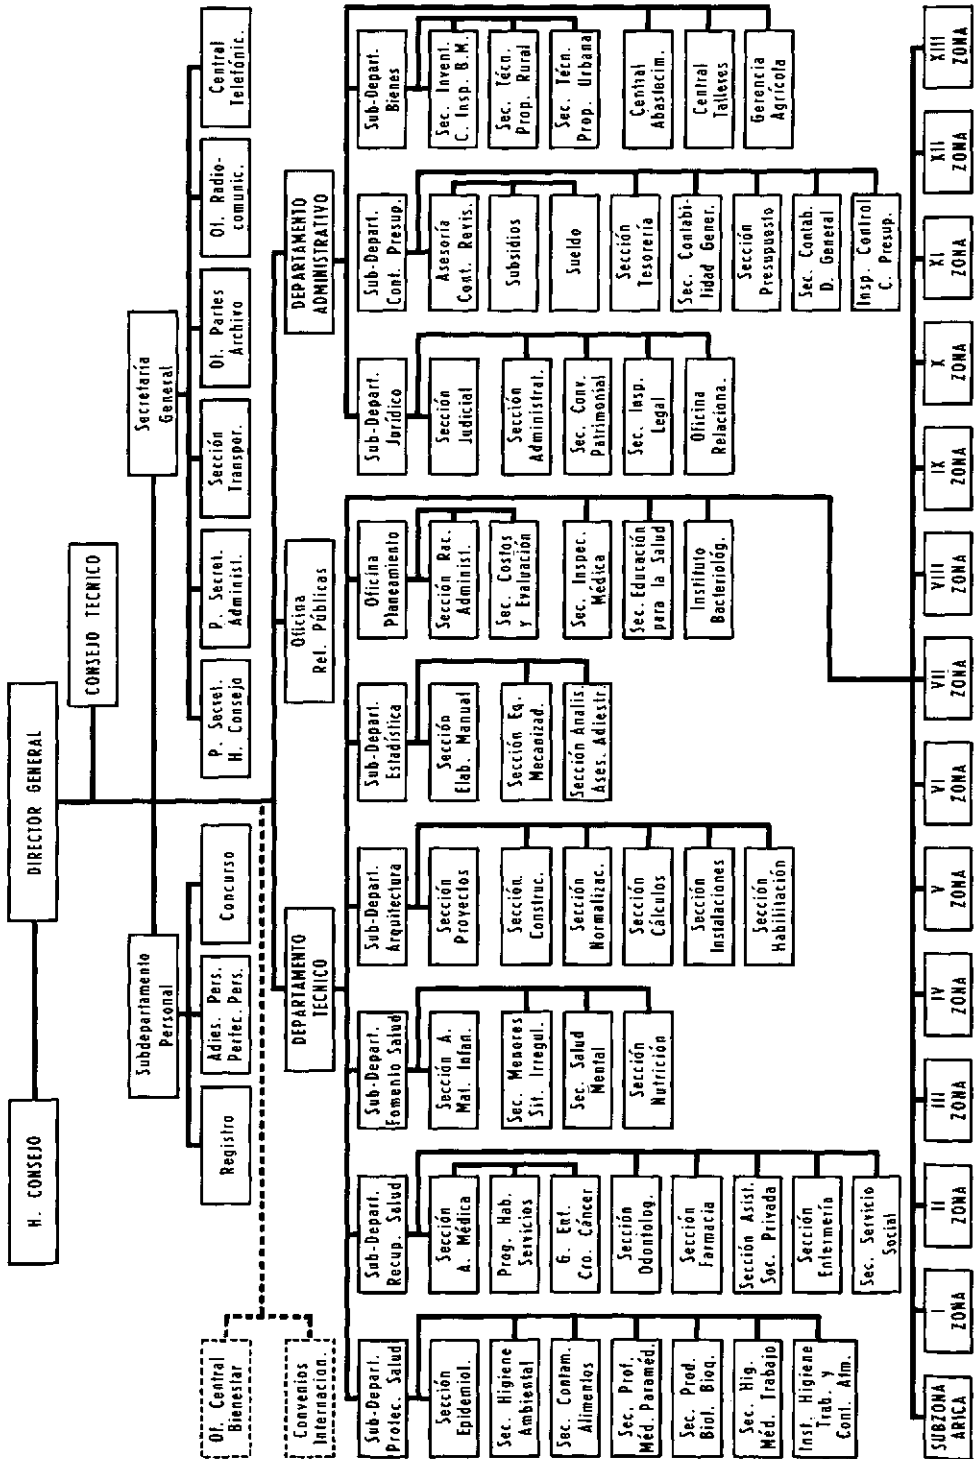 DIRECTOR GENERAL
H. CONSEJO
CONSEJO TECNICO
Subdepartamento
Personal
Secretaría
General
Registro
Adies. Pers.
Perfec. Pers.
Concurso
P. Secret.
H. Consejo
P. Secret.
Administ.
Sección
Transpor.
Of. Partes
Archivo
Of. Radio-
comunic.
Central
Telefónic.
Of. Central
Bienestar
Convenios
Internacion.
DEPARTAMENTO
TECNICO
Oficina
Rel. Públicas
DEPARTAMENTO
ADMINISTRATIVO
Sub-Depart.
Protec. Salud
Sección
Epidemiol.
Sec. Higiene
Ambiental
Sec. Contam.
Alimentos
Sec. Prof.
Méd. Paraméd.
Sec. Prod.
Biol. Bioq.
Sec. Hig.
Méd. Trabajo
Inst. Higiene
Trab. y
Cont. Atm.
Sub-Depart.
Recup. Salud
Sección
A. Médica
Prog. Hab.
Servicios
G. Ent.
Cro. Cáncer
Sección
Odontolog.
Sección
Farmacia
Sección Asist.
Soc. Privada
Sección
Enfermería
Sec. Servicio
Social
Sub-Depart.
Fomento Salud
Sección A.
Mat. Infan.
Sec. Menores
Sit. Irregul.
Sec. Salud
Mental
Sección
Nutrición
Sub-Depart.
Arquitectura
Sección
Proyectos
Sección
Construc.
Sección
Normalizac.
Sección
Cálculos
Sección
Instalaciones
Sección
Habilitación
Sub-Depart.
Estadística
Sección
Elab. Manual
Sección Eq.
Mecanizad.
Sección Analis.
Ases. Adiestr.
Oficina
Planeamiento
Sección Rac.
Administ.
Sec. Costos
y Evaluación
Sec. Inspec.
Médica
Sec. Educación
para la Salud
Instituto
Bacteriológ.
Sub-Depart.
Jurídico
Sección
Judicial
Sección
Administrat.
Sec. Conv.
Patrimonial
Sec. Insp.
Legal
Oficina
Relaciona.
Sub-Depart.
Cont. Presup.
Asesoría
Cont. Revis.
Subsidios
Sueldo
Sección
Tesorería
Sec. Contabi-
lidad Gener.
Sección
Presupuesto
Sec. Contab.
D. General
Insp. Control
C. Presup.
Sub-Depart.
Bienes
Sec. Invent.
C. Insp. B.M.
Sec. Técn.
Prop. Rural
Sec. Técn.
Prop. Urbana
Central
Abastecim.
Central
Talleres
Gerencia
Agrícola
SUBZONA
ARICA
I
ZONA
II
ZONA
III
ZONA
IV
ZONA
V
ZONA
VI
ZONA
VII
ZONA
VIII
ZONA
IX
ZONA
X
ZONA
XI
ZONA
XII
ZONA
XIII
ZONA